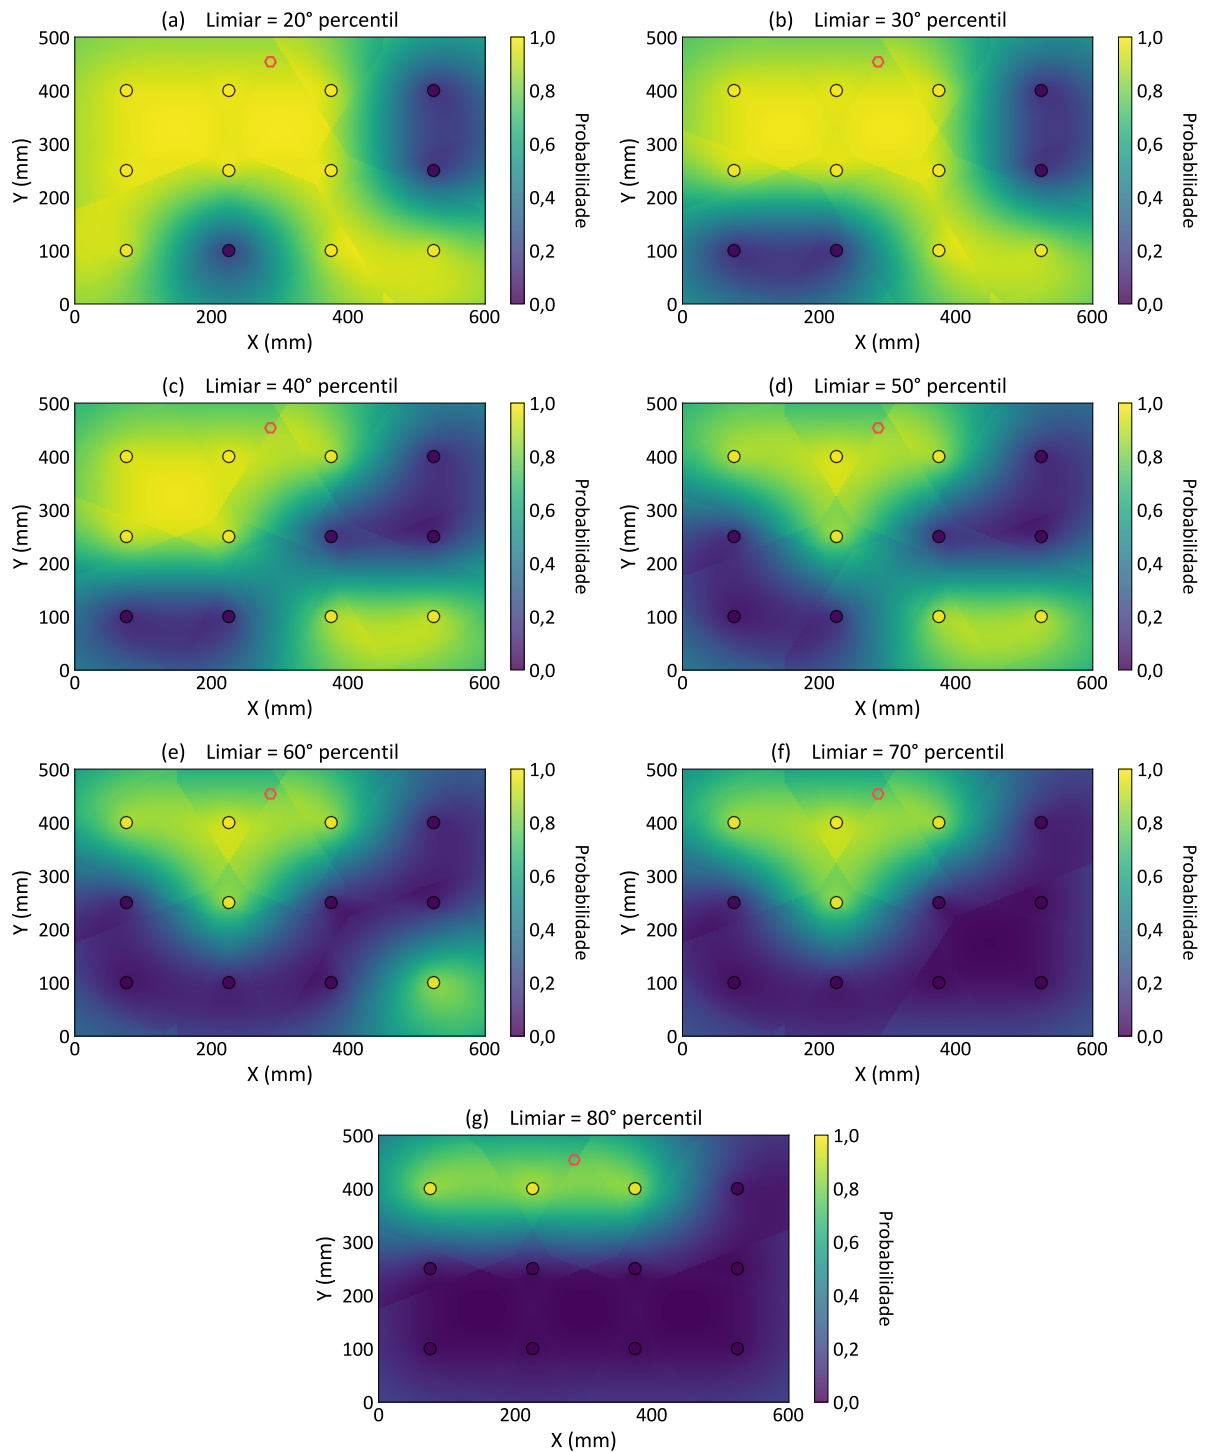 (a) Limiar = 20° percentil
500
400
300
200
100
0
0 200 400 600
X (mm)
Y (mm)
1,0
0,8
0,6
0,4
0,2
0,0
Probabilidade
(b) Limiar = 30° percentil
500
400
300
200
100
0
0 200 400 600
X (mm)
Y (mm)
1,0
0,8
0,6
0,4
0,2
0,0
Probabilidade
(c) Limiar = 40° percentil
500
400
300
200
100
0
0 200 400 600
X (mm)
Y (mm)
1,0
0,8
0,6
0,4
0,2
0,0
Probabilidade
(d) Limiar = 50° percentil
500
400
300
200
100
0
0 200 400 600
X (mm)
Y (mm)
1,0
0,8
0,6
0,4
0,2
0,0
Probabilidade
(e) Limiar = 60° percentil
500
400
300
200
100
0
0 200 400 600
X (mm)
Y (mm)
1,0
0,8
0,6
0,4
0,2
0,0
Probabilidade
(f) Limiar = 70° percentil
500
400
300
200
100
0
0 200 400 600
X (mm)
Y (mm)
1,0
0,8
0,6
0,4
0,2
0,0
Probabilidade
(g) Limiar = 80° percentil
500
400
300
200
100
0
0 200 400 600
X (mm)
Y (mm)
1,0
0,8
0,6
0,4
0,2
0,0
Probabilidade